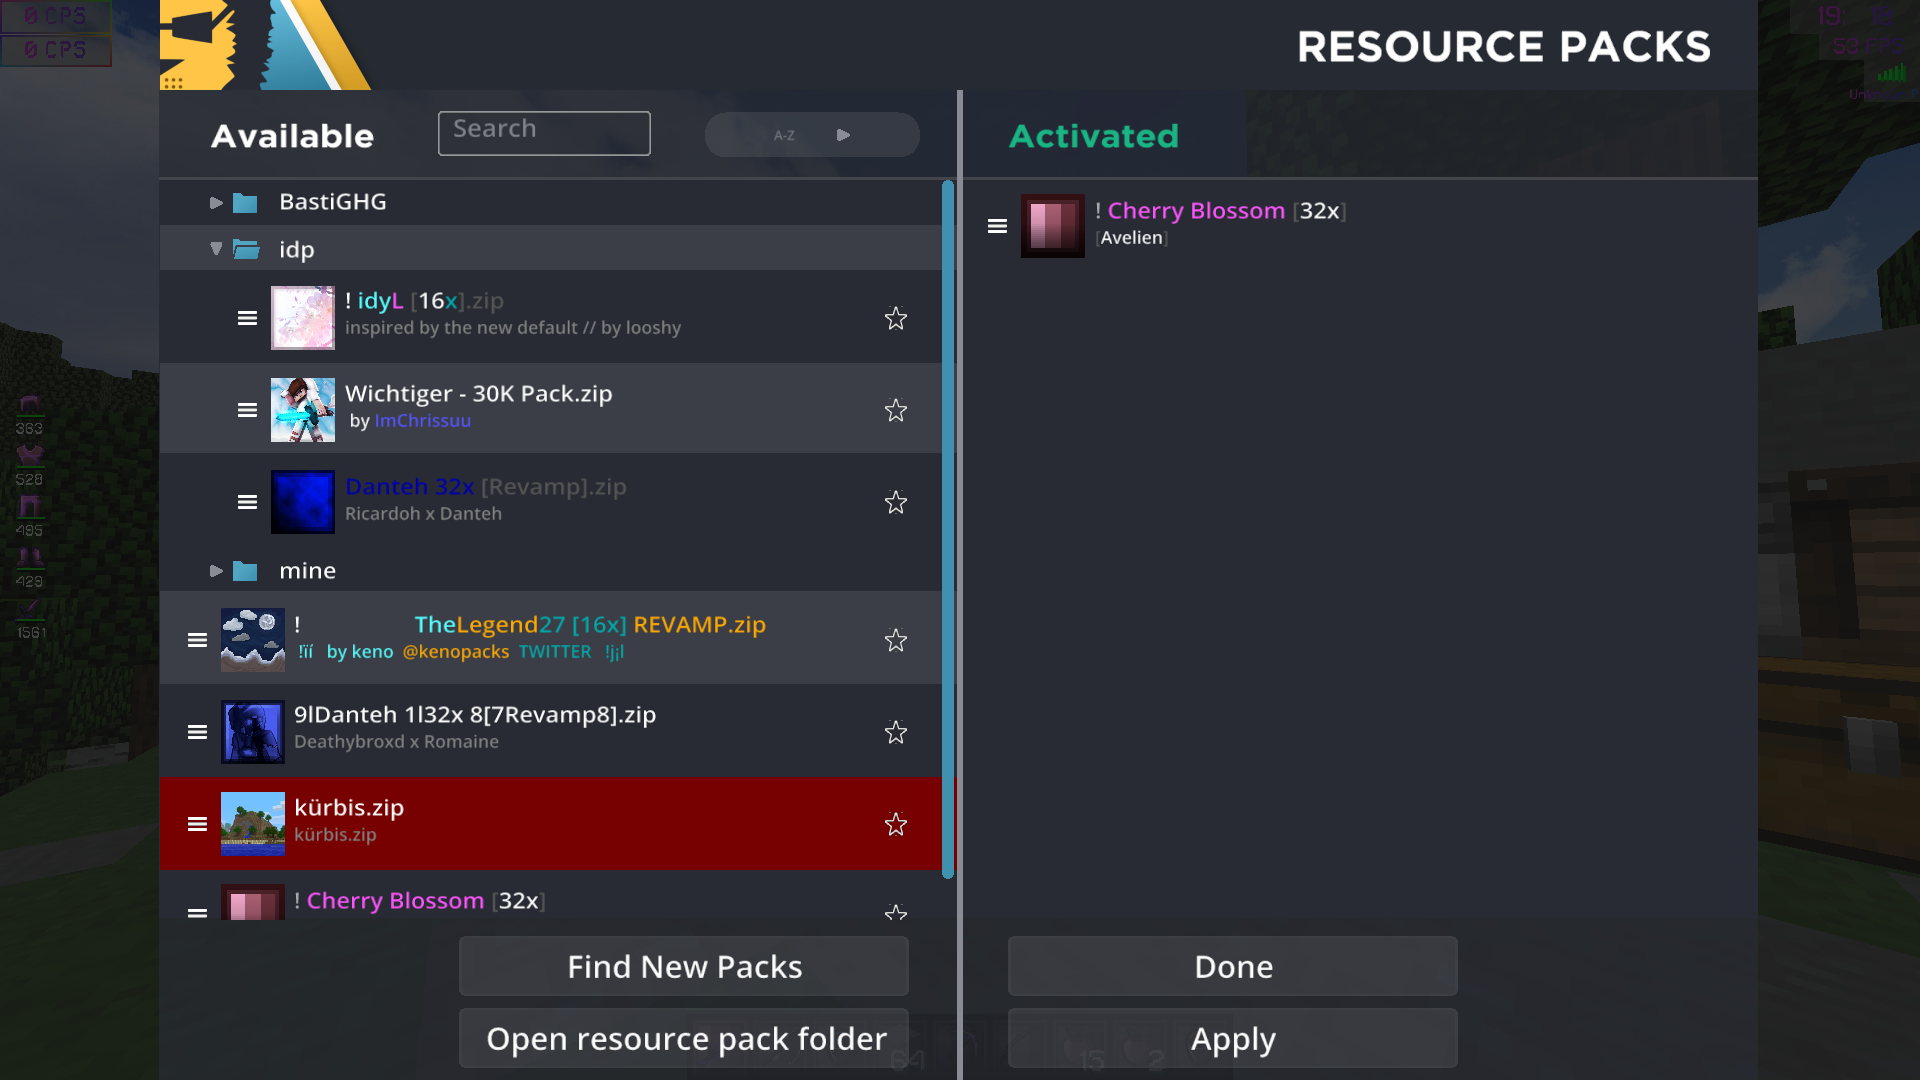 0 CPS
0 CPS
RESOURCE PACKS
19
53 FPS
Available
Search
A-Z
Activated
BastiGHG
idp
! idyL [16x].zip
inspired by the new default // by looshy
Wichtiger - 30K Pack.zip
by ImChrissuu
Danteh 32x [Revamp].zip
Ricardoh x Danteh
mine
! TheLegend27 [16x] REVAMP.zip
!ïí by keno @kenopacks TWITTER !j¡l
9lDanteh 1l32x 8[7Revamp8].zip
Deathybroxd x Romaine
kürbis.zip
kürbis.zip
! Cherry Blossom [32x]
! Cherry Blossom [32x]
[Avelien]
363
528
495
429
1561
Find New Packs
Open resource pack folder
Done
Apply
64
15
2